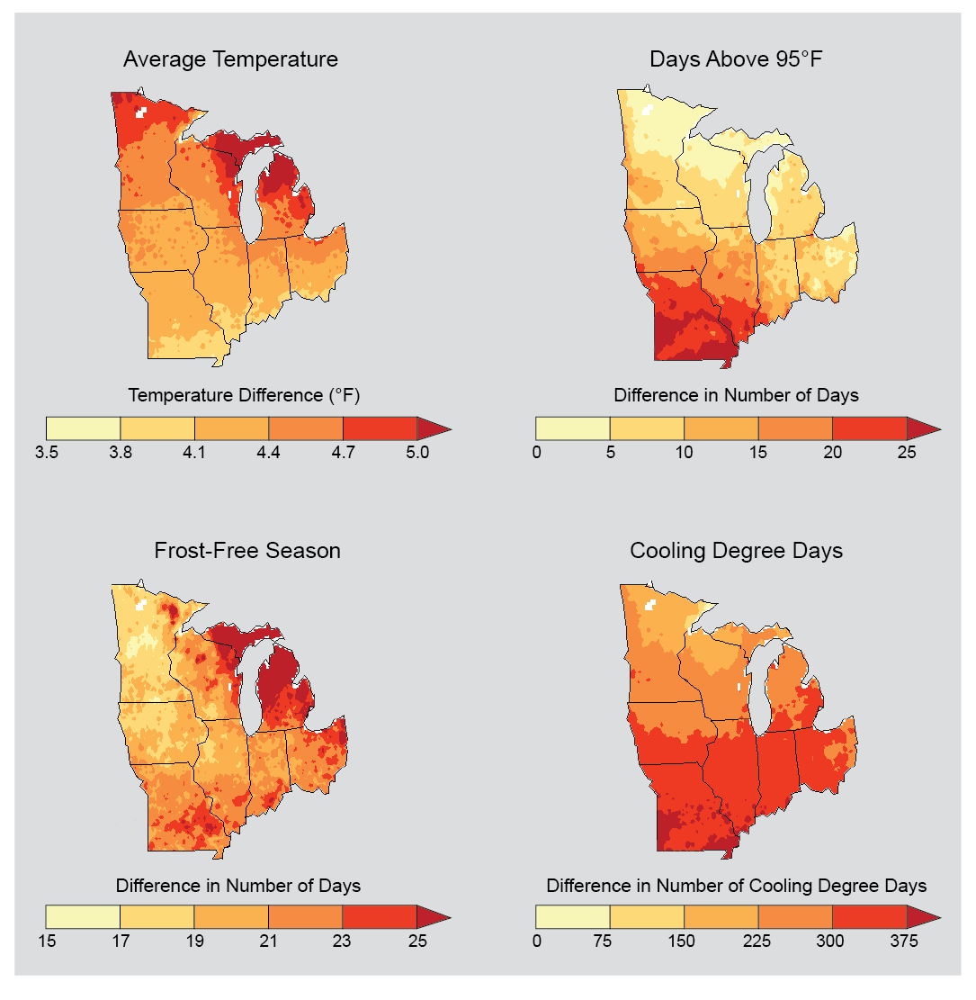 Average Temperature
Days Above 95°F
Temperature Difference (°F)
3.5 3.8 4.1 4.4 4.7 5.0
Difference in Number of Days
0 5 10 15 20 25
Frost-Free Season
Cooling Degree Days
Difference in Number of Days
15 17 19 21 23 25
Difference in Number of Cooling Degree Days
0 75 150 225 300 375